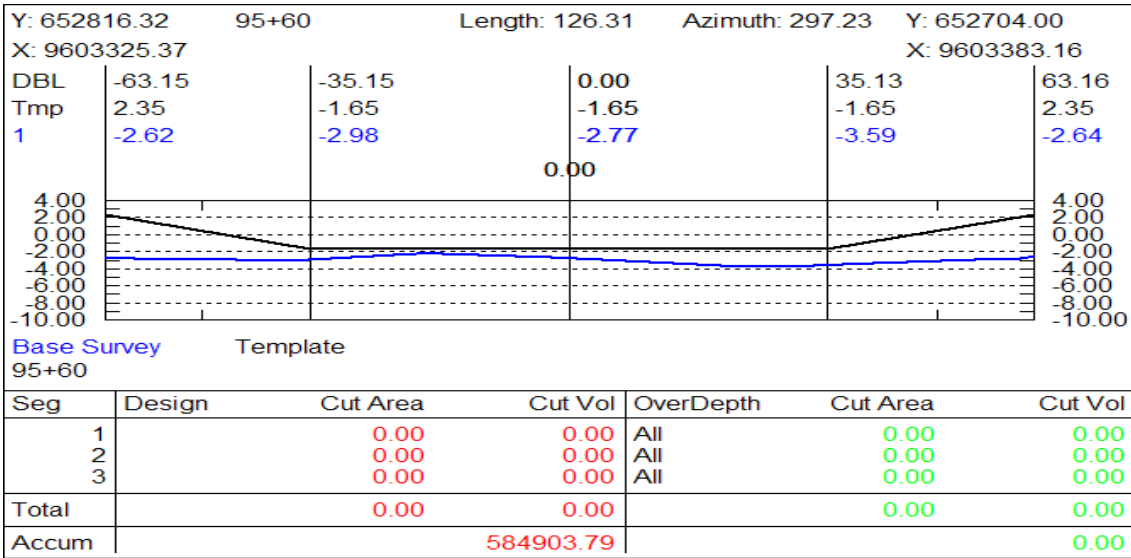 Y: 652816.32 95+60 Length: 126.31 Azimuth: 297.23 Y: 652704.00
X: 9603325.37 X: 9603383.16
DBL -63.15 -35.15 0.00 35.13 63.16
Tmp 2.35 -1.65 -1.65 -1.65 2.35
1 -2.62 -2.98 -2.77 -3.59 -2.64
0.00
4.00 4.00
2.00 2.00
0.00 0.00
-2.00 -2.00
-4.00 -4.00
-6.00 -6.00
-8.00 -8.00
-10.00 -10.00
Base Survey Template
95+60
Seg Design Cut Area Cut Vol OverDepth Cut Area Cut Vol
1 0.00 0.00 All 0.00 0.00
2 0.00 0.00 All 0.00 0.00
3 0.00 0.00 All 0.00 0.00
Total 0.00 0.00 0.00 0.00
Accum 584903.79 0.00